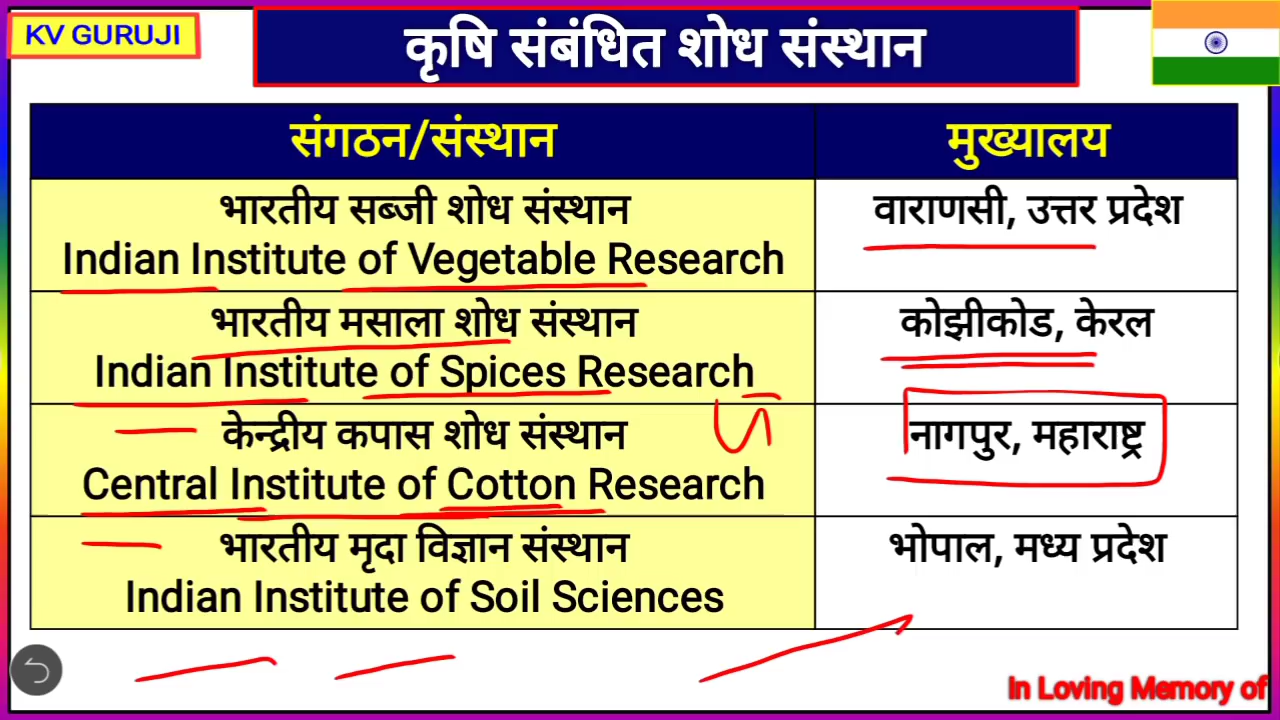 KV GURUJI
कृषि संबंधित शोध संस्थान
संगठन/संस्थान
मुख्यालय
भारतीय सब्जी शोध संस्थान
Indian Institute of Vegetable Research
वाराणसी, उत्तर प्रदेश
भारतीय मसाला शोध संस्थान
Indian Institute of Spices Research
कोझीकोड, केरल
केन्द्रीय कपास शोध संस्थान
Central Institute of Cotton Research
नागपुर, महाराष्ट्र
भारतीय मृदा विज्ञान संस्थान
Indian Institute of Soil Sciences
भोपाल, मध्य प्रदेश
In Loving Memory of